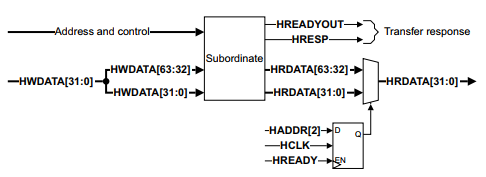 HREADYOUT
HRESP
Transfer response
Address and control
Subordinate
HWDATA[63:32]
HRDATA[63:32]
HWDATA[31:0]
HRDATA[31:0]
HWDATA[31:0]
HRDATA[31:0]
HADDR[2]
D
Q
HCLK
HREADY
EN